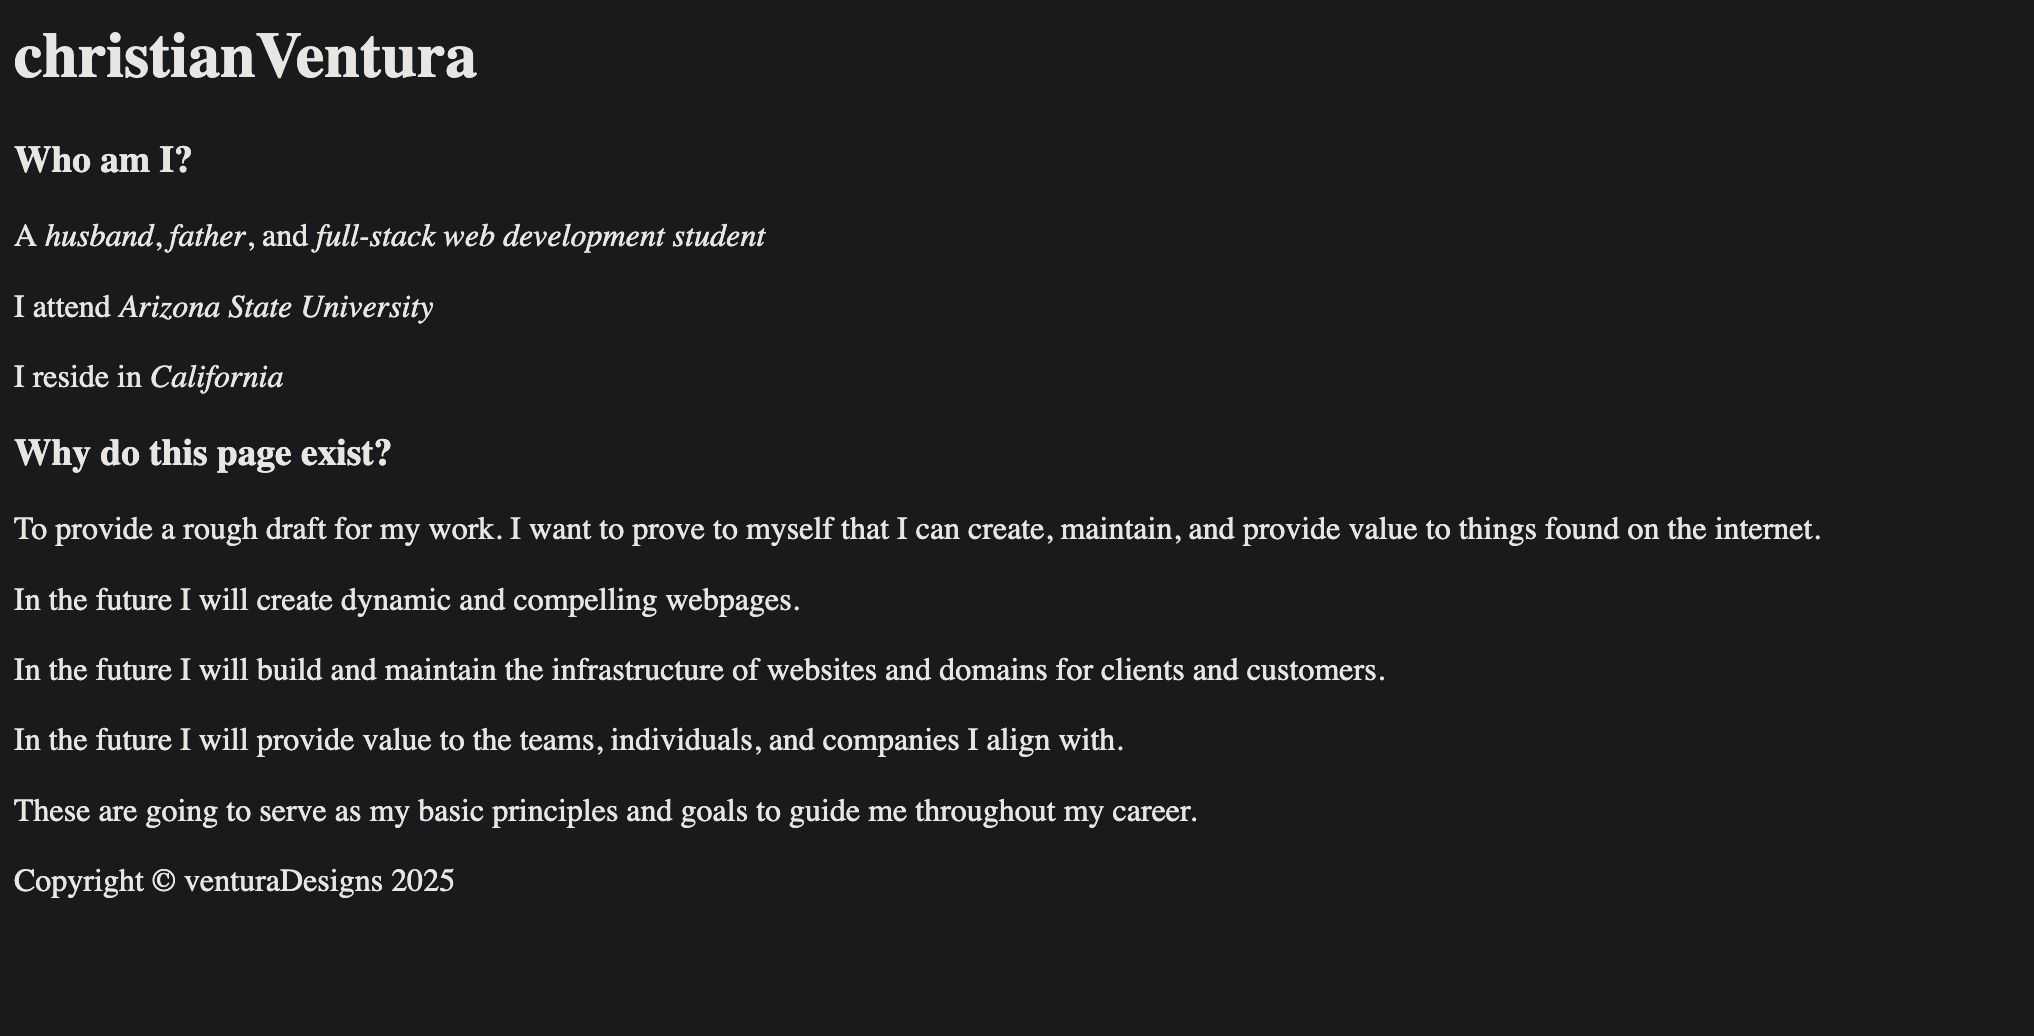 christianVentura
Who am I?
A husband, father, and full-stack web development student
I attend Arizona State University
I reside in California
Why do this page exist?
To provide a rough draft for my work. I want to prove to myself that I can create, maintain, and provide value to things found on the internet.
In the future I will create dynamic and compelling webpages.
In the future I will build and maintain the infrastructure of websites and domains for clients and customers.
In the future I will provide value to the teams, individuals, and companies I align with.
These are going to serve as my basic principles and goals to guide me throughout my career.
Copyright © venturaDesigns 2025